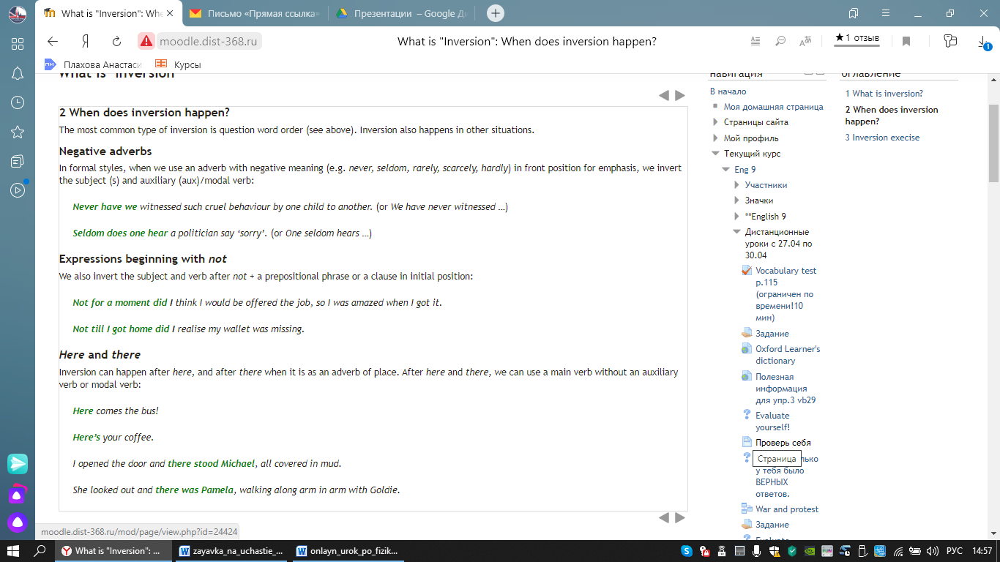 What is "Inversion": Whe
Письмо «Прямая ссылка»
Презентации – Google Ди
moodle.dist-368.ru
What is "Inversion": When does inversion happen?
1 отзыв
1
ПМ
Плахова Анастаси
Курсы
What is "Inversion"
2 When does inversion happen?
The most common type of inversion is question word order (see above). Inversion also happens in other situations.
Negative adverbs
In formal styles, when we use an adverb with negative meaning (e.g. never, seldom, rarely, scarcely, hardly) in front position for emphasis, we invert
the subject (s) and auxiliary (aux)/modal verb:
Never have we witnessed such cruel behaviour by one child to another. (or We have never witnessed …)
Seldom does one hear a politician say ‘sorry’. (or One seldom hears …)
Expressions beginning with not
We also invert the subject and verb after not + a prepositional phrase or a clause in initial position:
Not for a moment did I think I would be offered the job, so I was amazed when I got it.
Not till I got home did I realise my wallet was missing.
Here and there
Inversion can happen after here, and after there when it is as an adverb of place. After here and there, we can use a main verb without an auxiliary
verb or modal verb:
Here comes the bus!
Here’s your coffee.
I opened the door and there stood Michael, all covered in mud.
She looked out and there was Pamela, walking along arm in arm with Goldie.
навигация
В начало
Моя домашняя страница
Страницы сайта
Мой профиль
Текущий курс
Eng 9
Участники
Значки
**English 9
Дистанционные
уроки с 27.04 по
30.04
Vocabulary test
p.115
(ограничен по
времени!10
мин)
Задание
Oxford Learner's
dictionary
Полезная
информация
для упр.3 vb29
Evaluate
yourself!
Проверь себя
Страница
лько
у тебя было
ВЕРНЫХ
ответов.
War and protest
Задание
Evaluate
оглавление
1 What is inversion?
2 When does inversion
happen?
3 Inversion execise
moodle.dist-368.ru/mod/page/view.php?id=24424
What is "Inversion": ...
zayavka_na_uchastie_...
onlayn_urok_po_fizik...
РУС
14:57